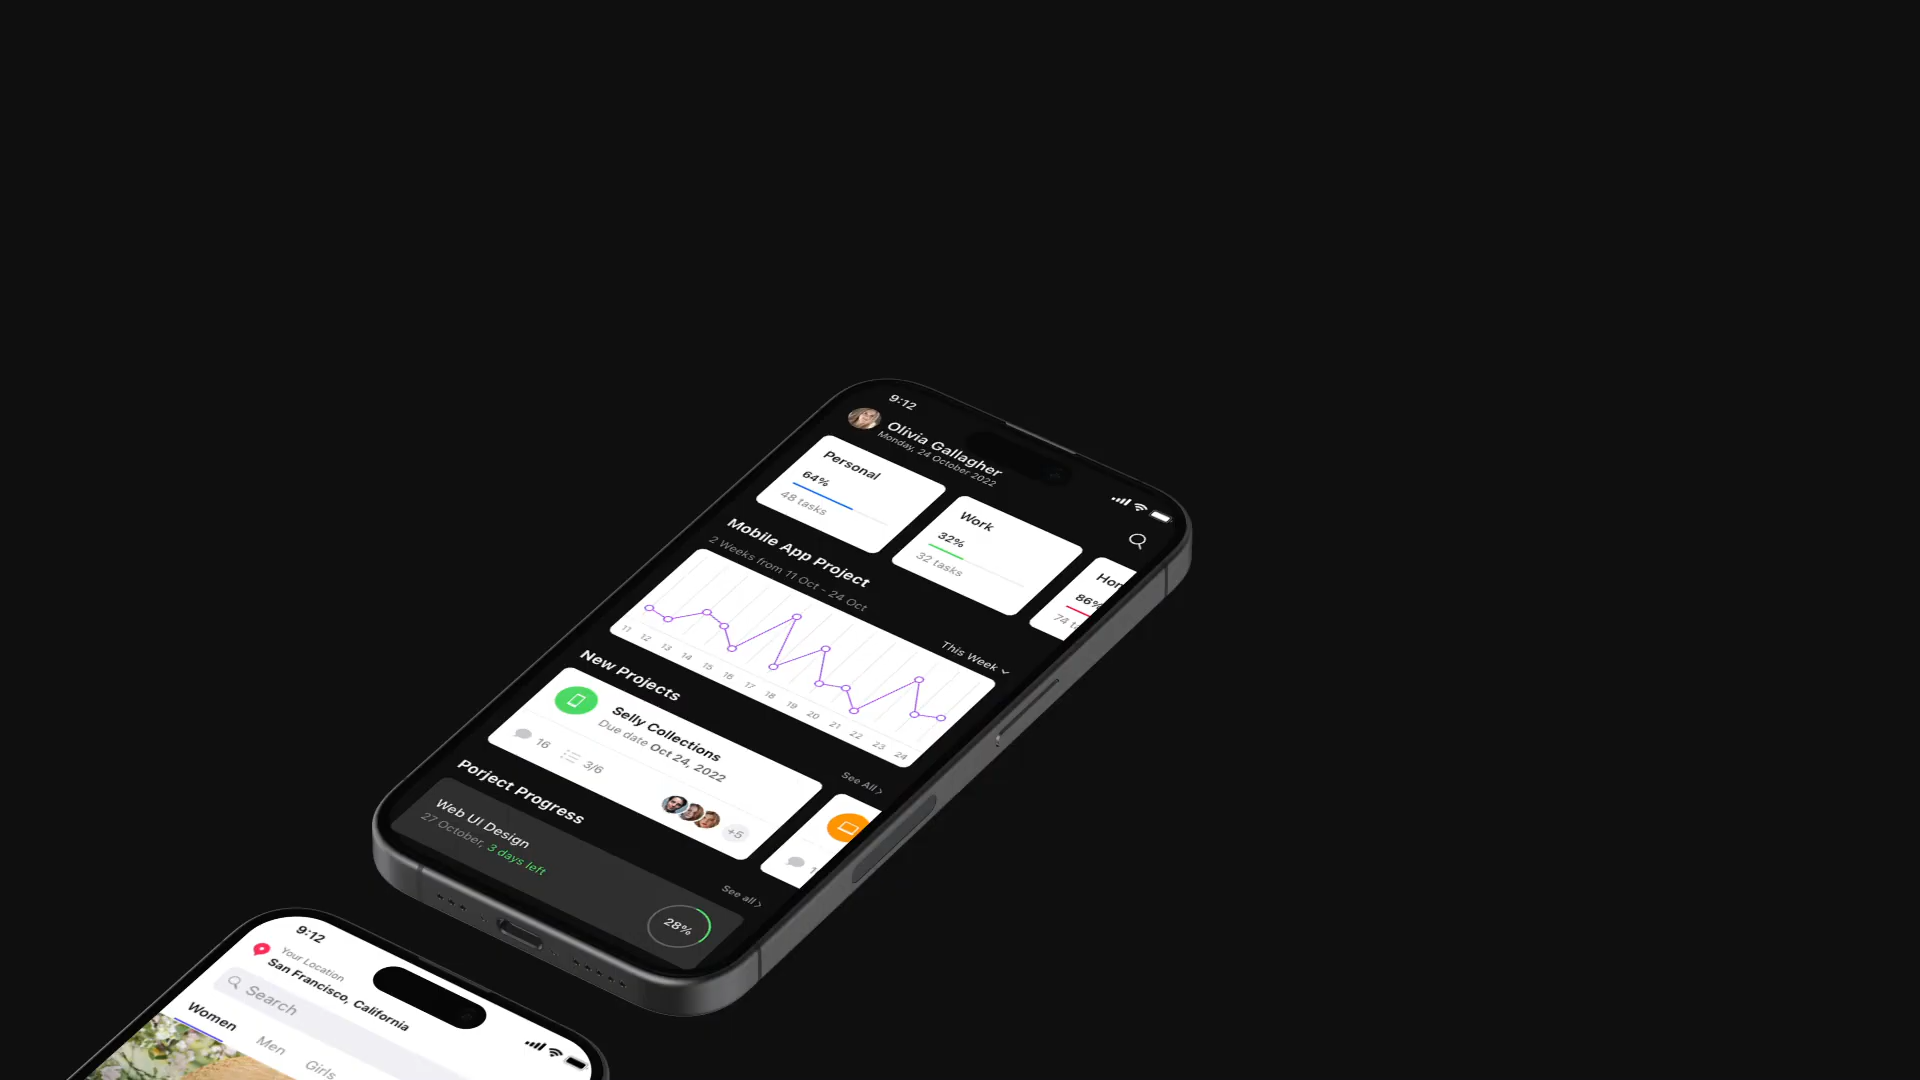 9:12
Olivia Gallagher
Monday, 24 October 2022
Personal
64%
48 tasks
Work
32%
32 tasks
86%
Mobile App Project
2 Weeks from 11 Oct - 24 Oct
This Week
11 12 13 14 15 16 17 18 19 20 21 22 23 24
New Projects
See All
Selly Collections
Due date Oct 24, 2022
16
3/6
+5
Porject Progress
See all
Web UI Design
27 October, 3 days left
28%
9:12
Your Location
San Francisco, California
Search
Women
Men
Girls